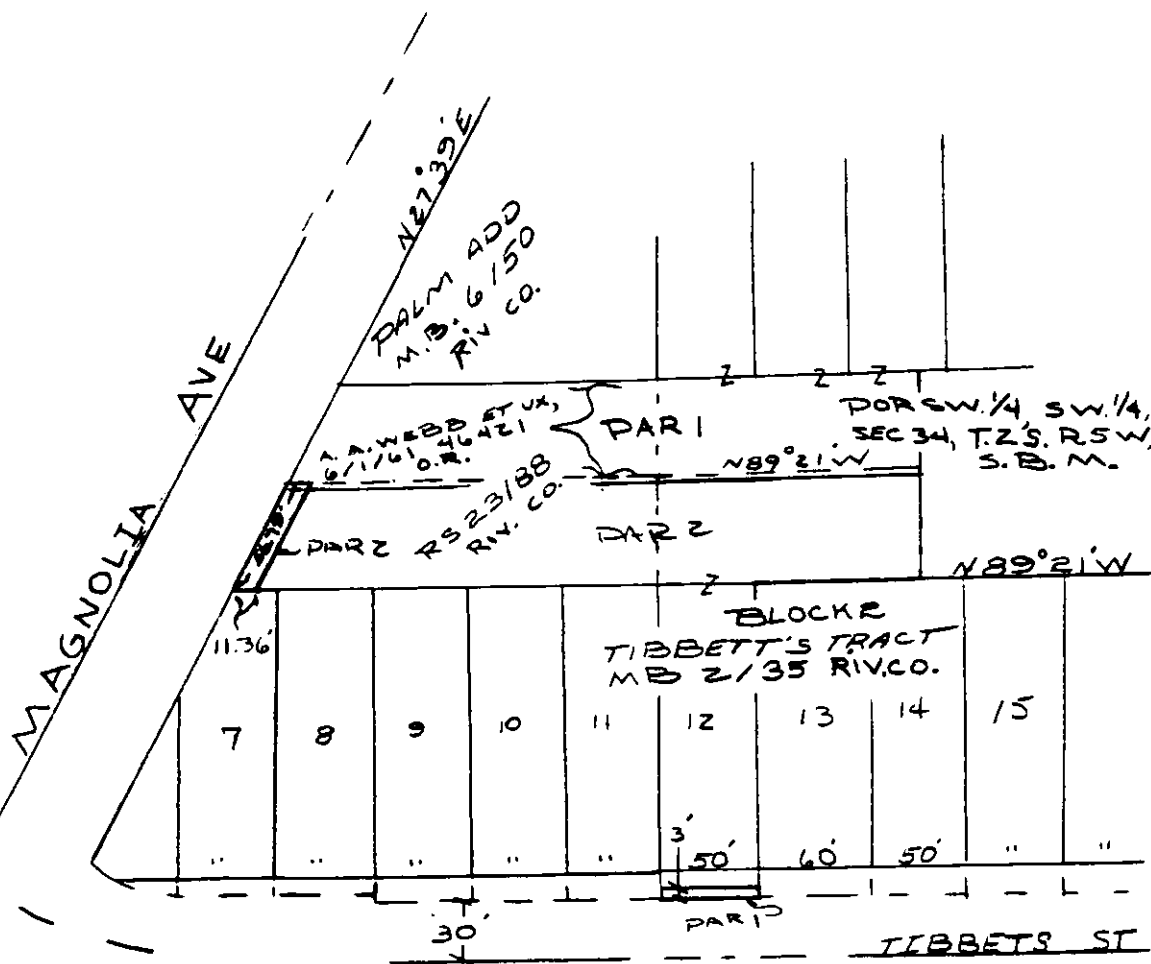 N27°39'E
PALM ADD
M.B. 6/50
RIV CO.
MAGNOLIA AVE
A. A. WEBB ET UX,
6/1/61 46421
O.R.
PAR 1
POR SW.1/4, SW.1/4,
SEC 34, T.2S. R5W,
S.B.M.
N89°21'W
RS 23/88
RIV. CO.
PAR 2
PAR 2
N89°21'W
11.36'
BLOCK 2
TIBBETT'S TRACT
MB 2/35 RIV.CO.
7 8 9 10 11 12 13 14 15
3'
" " " " " 50' 60' 50' " "
PAR 1
30'
TIBBETS ST